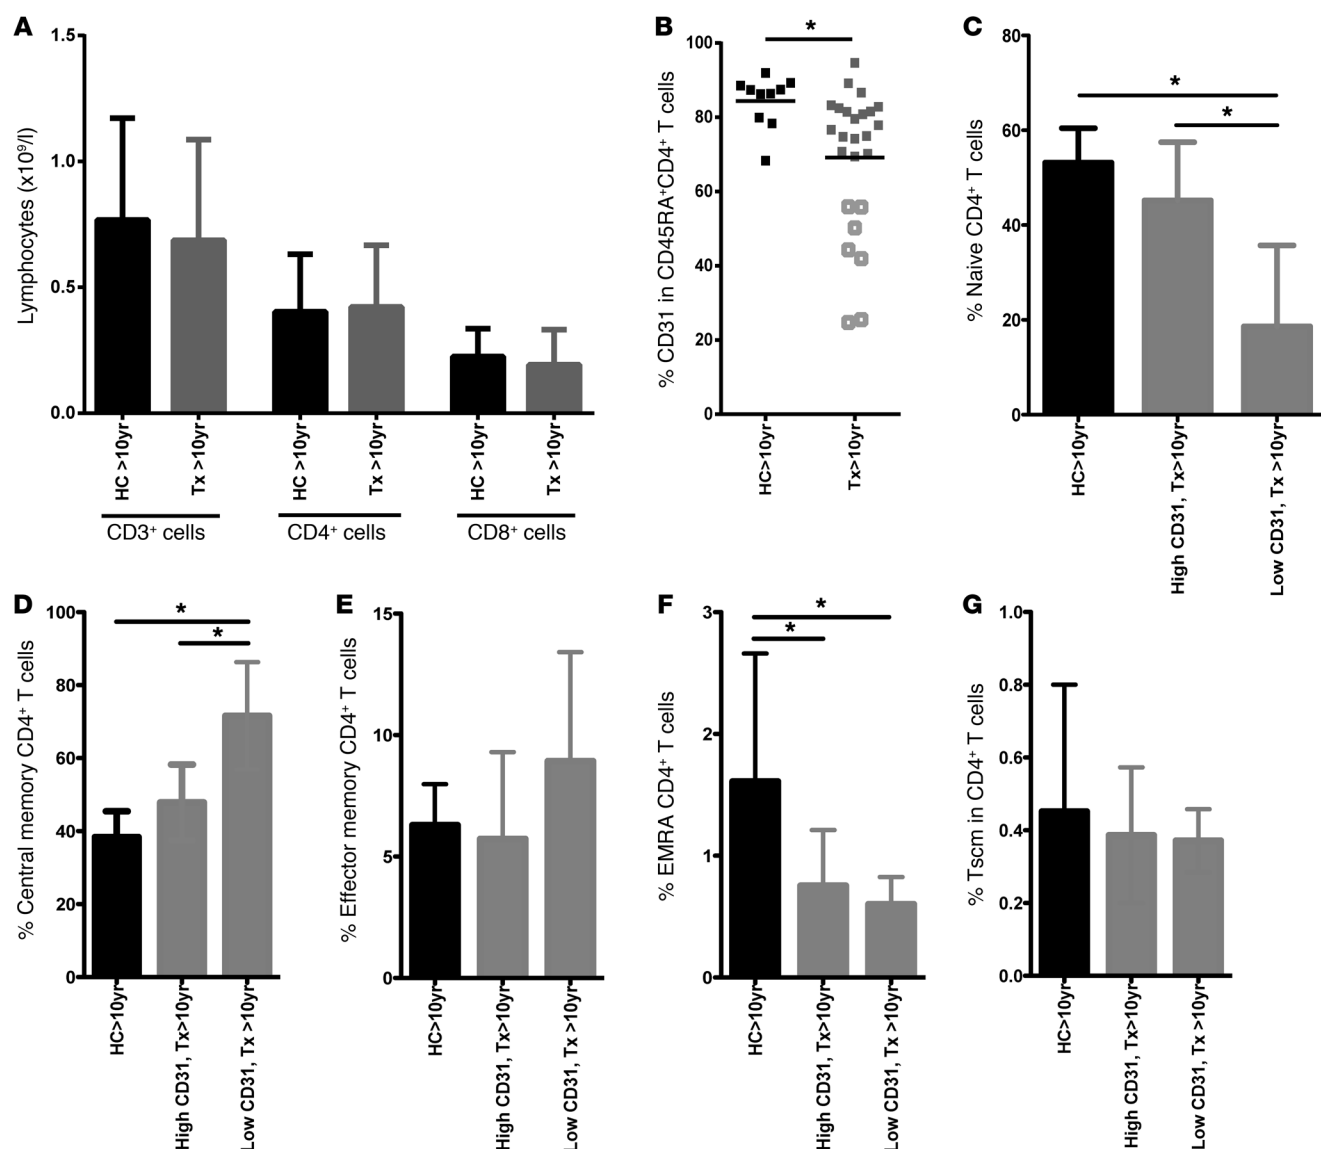 A
Lymphocytes (x10⁹/l)
1.5
1.0
0.5
0.0
HC >10yr
Tx >10yr
HC >10yr
Tx >10yr
HC >10yr
Tx >10yr
CD3⁺ cells
CD4⁺ cells
CD8⁺ cells
B
% CD31 in CD45RA⁺CD4⁺ T cells
100
80
60
40
20
0
*
HC>10yr
Tx>10yr
C
% Naive CD4⁺ T cells
80
60
40
20
0
*
*
HC>10yr
High CD31, Tx>10yr
Low CD31, Tx >10yr
D
% Central memory CD4⁺ T cells
100
80
60
40
20
0
*
*
HC>10yr
High CD31, Tx>10yr
Low CD31, Tx >10yr
E
% Effector memory CD4⁺ T cells
15
10
5
0
HC>10yr
High CD31, Tx>10yr
Low CD31, Tx >10yr
F
% EMRA CD4⁺ T cells
3
2
1
0
*
*
HC>10yr
High CD31, Tx>10yr
Low CD31, Tx >10yr
G
% Tscm in CD4⁺ T cells
1.0
0.8
0.6
0.4
0.2
0.0
HC>10yr
High CD31, Tx>10yr
Low CD31, Tx >10yr